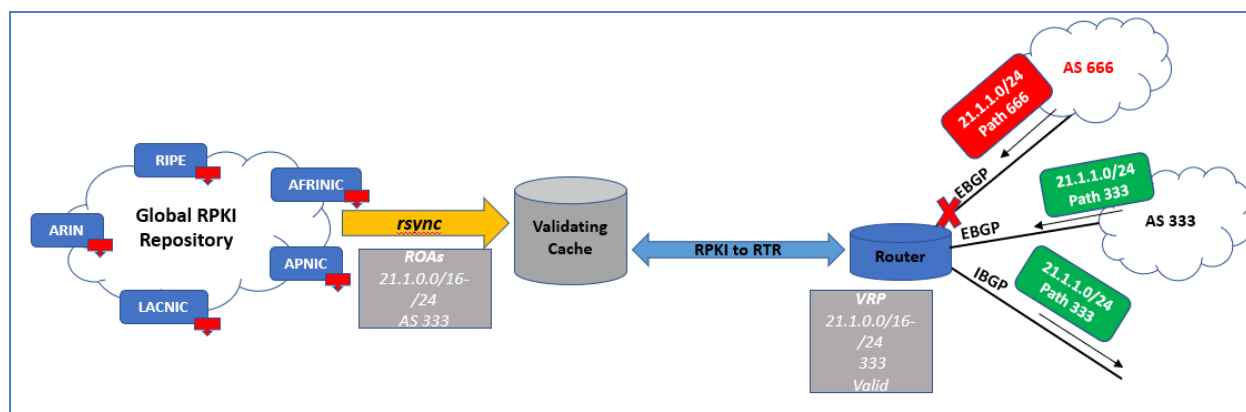 RIPE
AFRINIC
Global RPKI
Repository
ARIN
APNIC
LACNIC
rsync
ROAs
21.1.0.0/16-
/24
AS 333
Validating
Cache
RPKI to RTR
Router
VRP
21.1.0.0/16-
/24
333
Valid
AS 666
21.1.1.0/24
Path 666
EBGP
21.1.1.0/24
Path 333
EBGP
AS 333
IBGP
21.1.1.0/24
Path 333